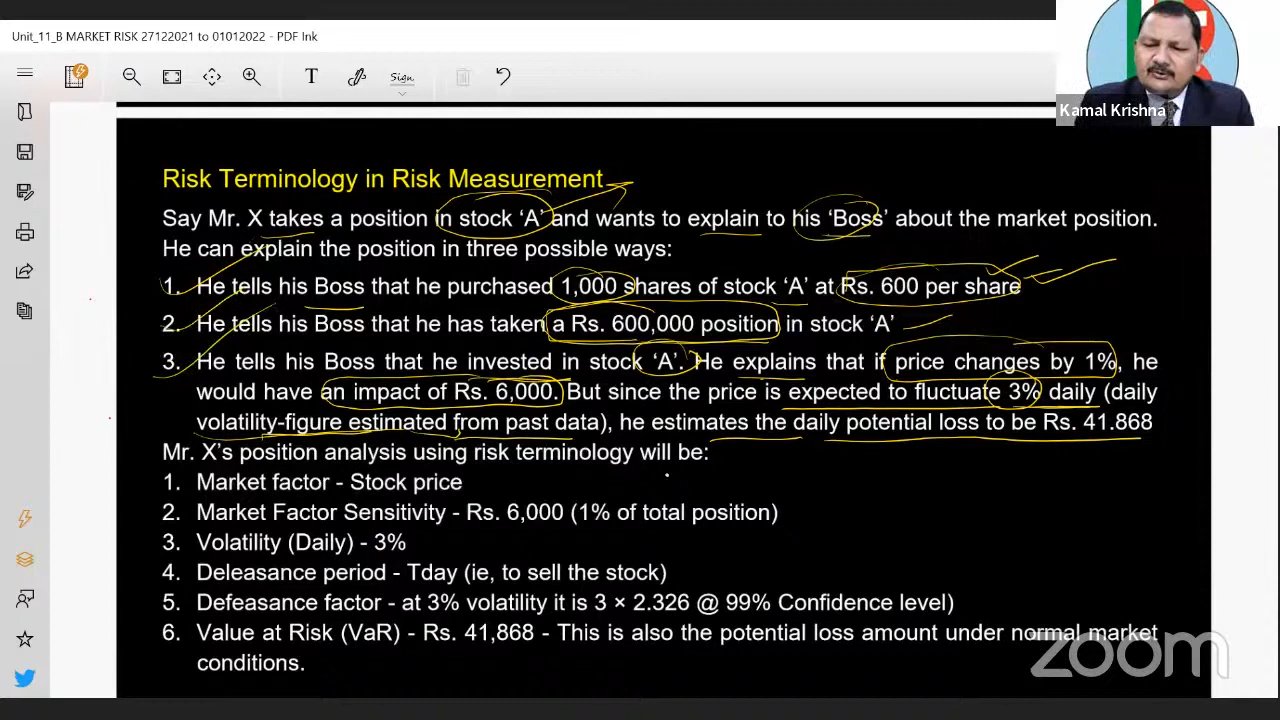 Unit_11_B MARKET RISK 27122021 to 01012022 - PDF Ink
T
Sign
Kamal Krishna
Risk Terminology in Risk Measurement
Say Mr. X takes a position in stock ‘A’ and wants to explain to his ‘Boss’ about the market position.
He can explain the position in three possible ways:
1. He tells his Boss that he purchased 1,000 shares of stock ‘A’ at Rs. 600 per share
2. He tells his Boss that he has taken a Rs. 600,000 position in stock ‘A’
3. He tells his Boss that he invested in stock ‘A’. He explains that if price changes by 1%, he
would have an impact of Rs. 6,000. But since the price is expected to fluctuate 3% daily (daily
volatility-figure estimated from past data), he estimates the daily potential loss to be Rs. 41.868
Mr. X’s position analysis using risk terminology will be:
1. Market factor - Stock price
2. Market Factor Sensitivity - Rs. 6,000 (1% of total position)
3. Volatility (Daily) - 3%
4. Deleasance period - Tday (ie, to sell the stock)
5. Defeasance factor - at 3% volatility it is 3 × 2.326 @ 99% Confidence level)
6. Value at Risk (VaR) - Rs. 41,868 - This is also the potential loss amount under normal market
conditions.
zoom